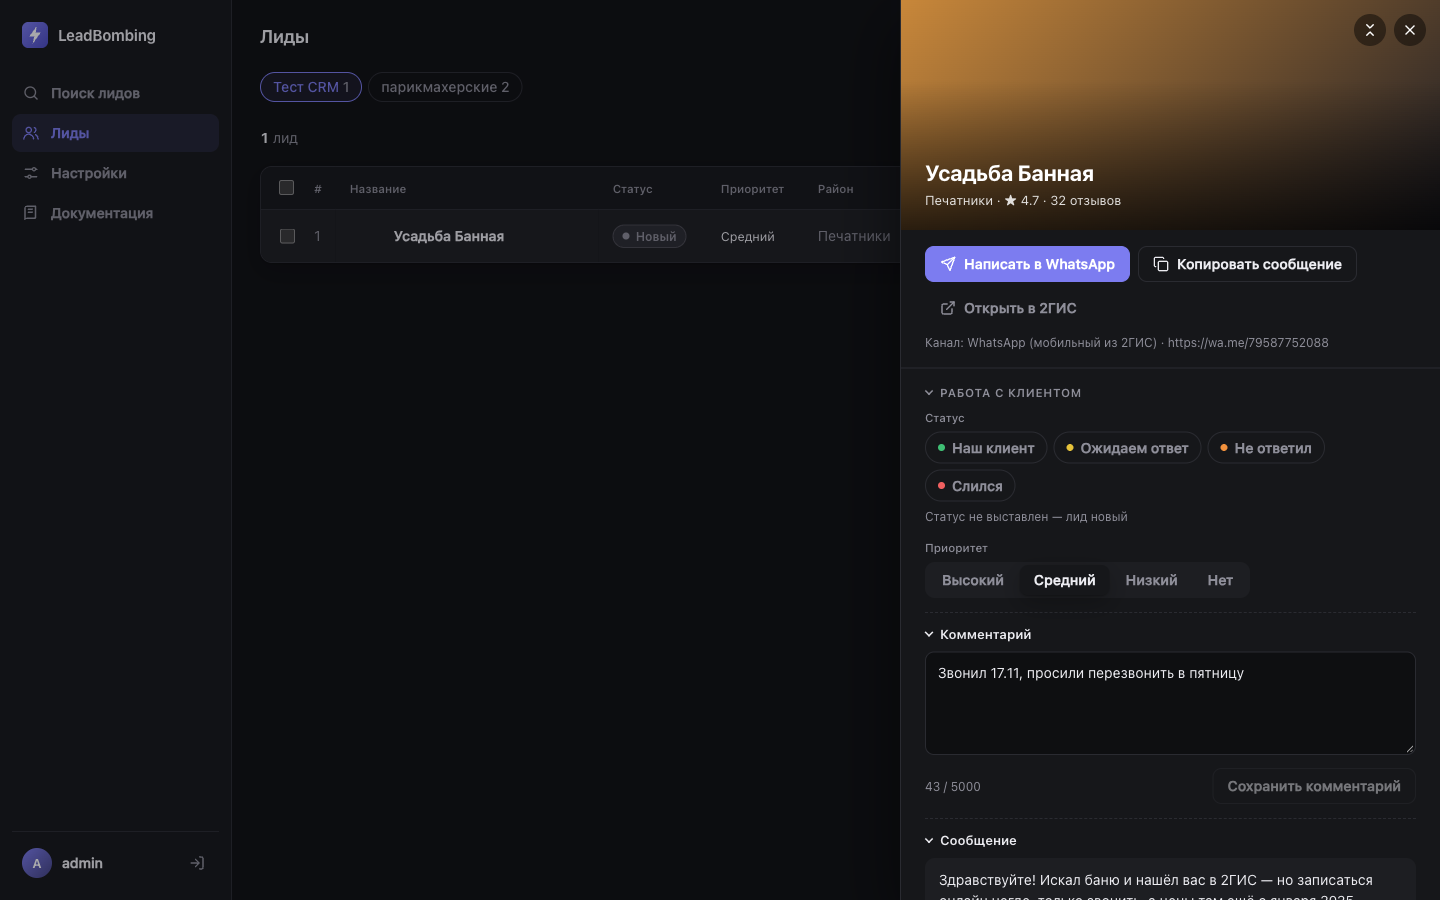 LeadBombing
Поиск лидов
Лиды
Настройки
Документация
A admin
Лиды
Тест CRM 1 парикмахерские 2
1 лид
# Название Статус Приоритет Район
1 Усадьба Банная Новый Средний Печатники
Усадьба Банная
Печатники · ★ 4.7 · 32 отзывов
Написать в WhatsApp Копировать сообщение
Открыть в 2ГИС
Канал: WhatsApp (мобильный из 2ГИС) · https://wa.me/79587752088
РАБОТА С КЛИЕНТОМ
Статус
Наш клиент Ожидаем ответ Не ответил
Слился
Статус не выставлен — лид новый
Приоритет
Высокий Средний Низкий Нет
Комментарий
Звонил 17.11, просили перезвонить в пятницу
43 / 5000 Сохранить комментарий
Сообщение
Здравствуйте! Искал баню и нашёл вас в 2ГИС — но записаться